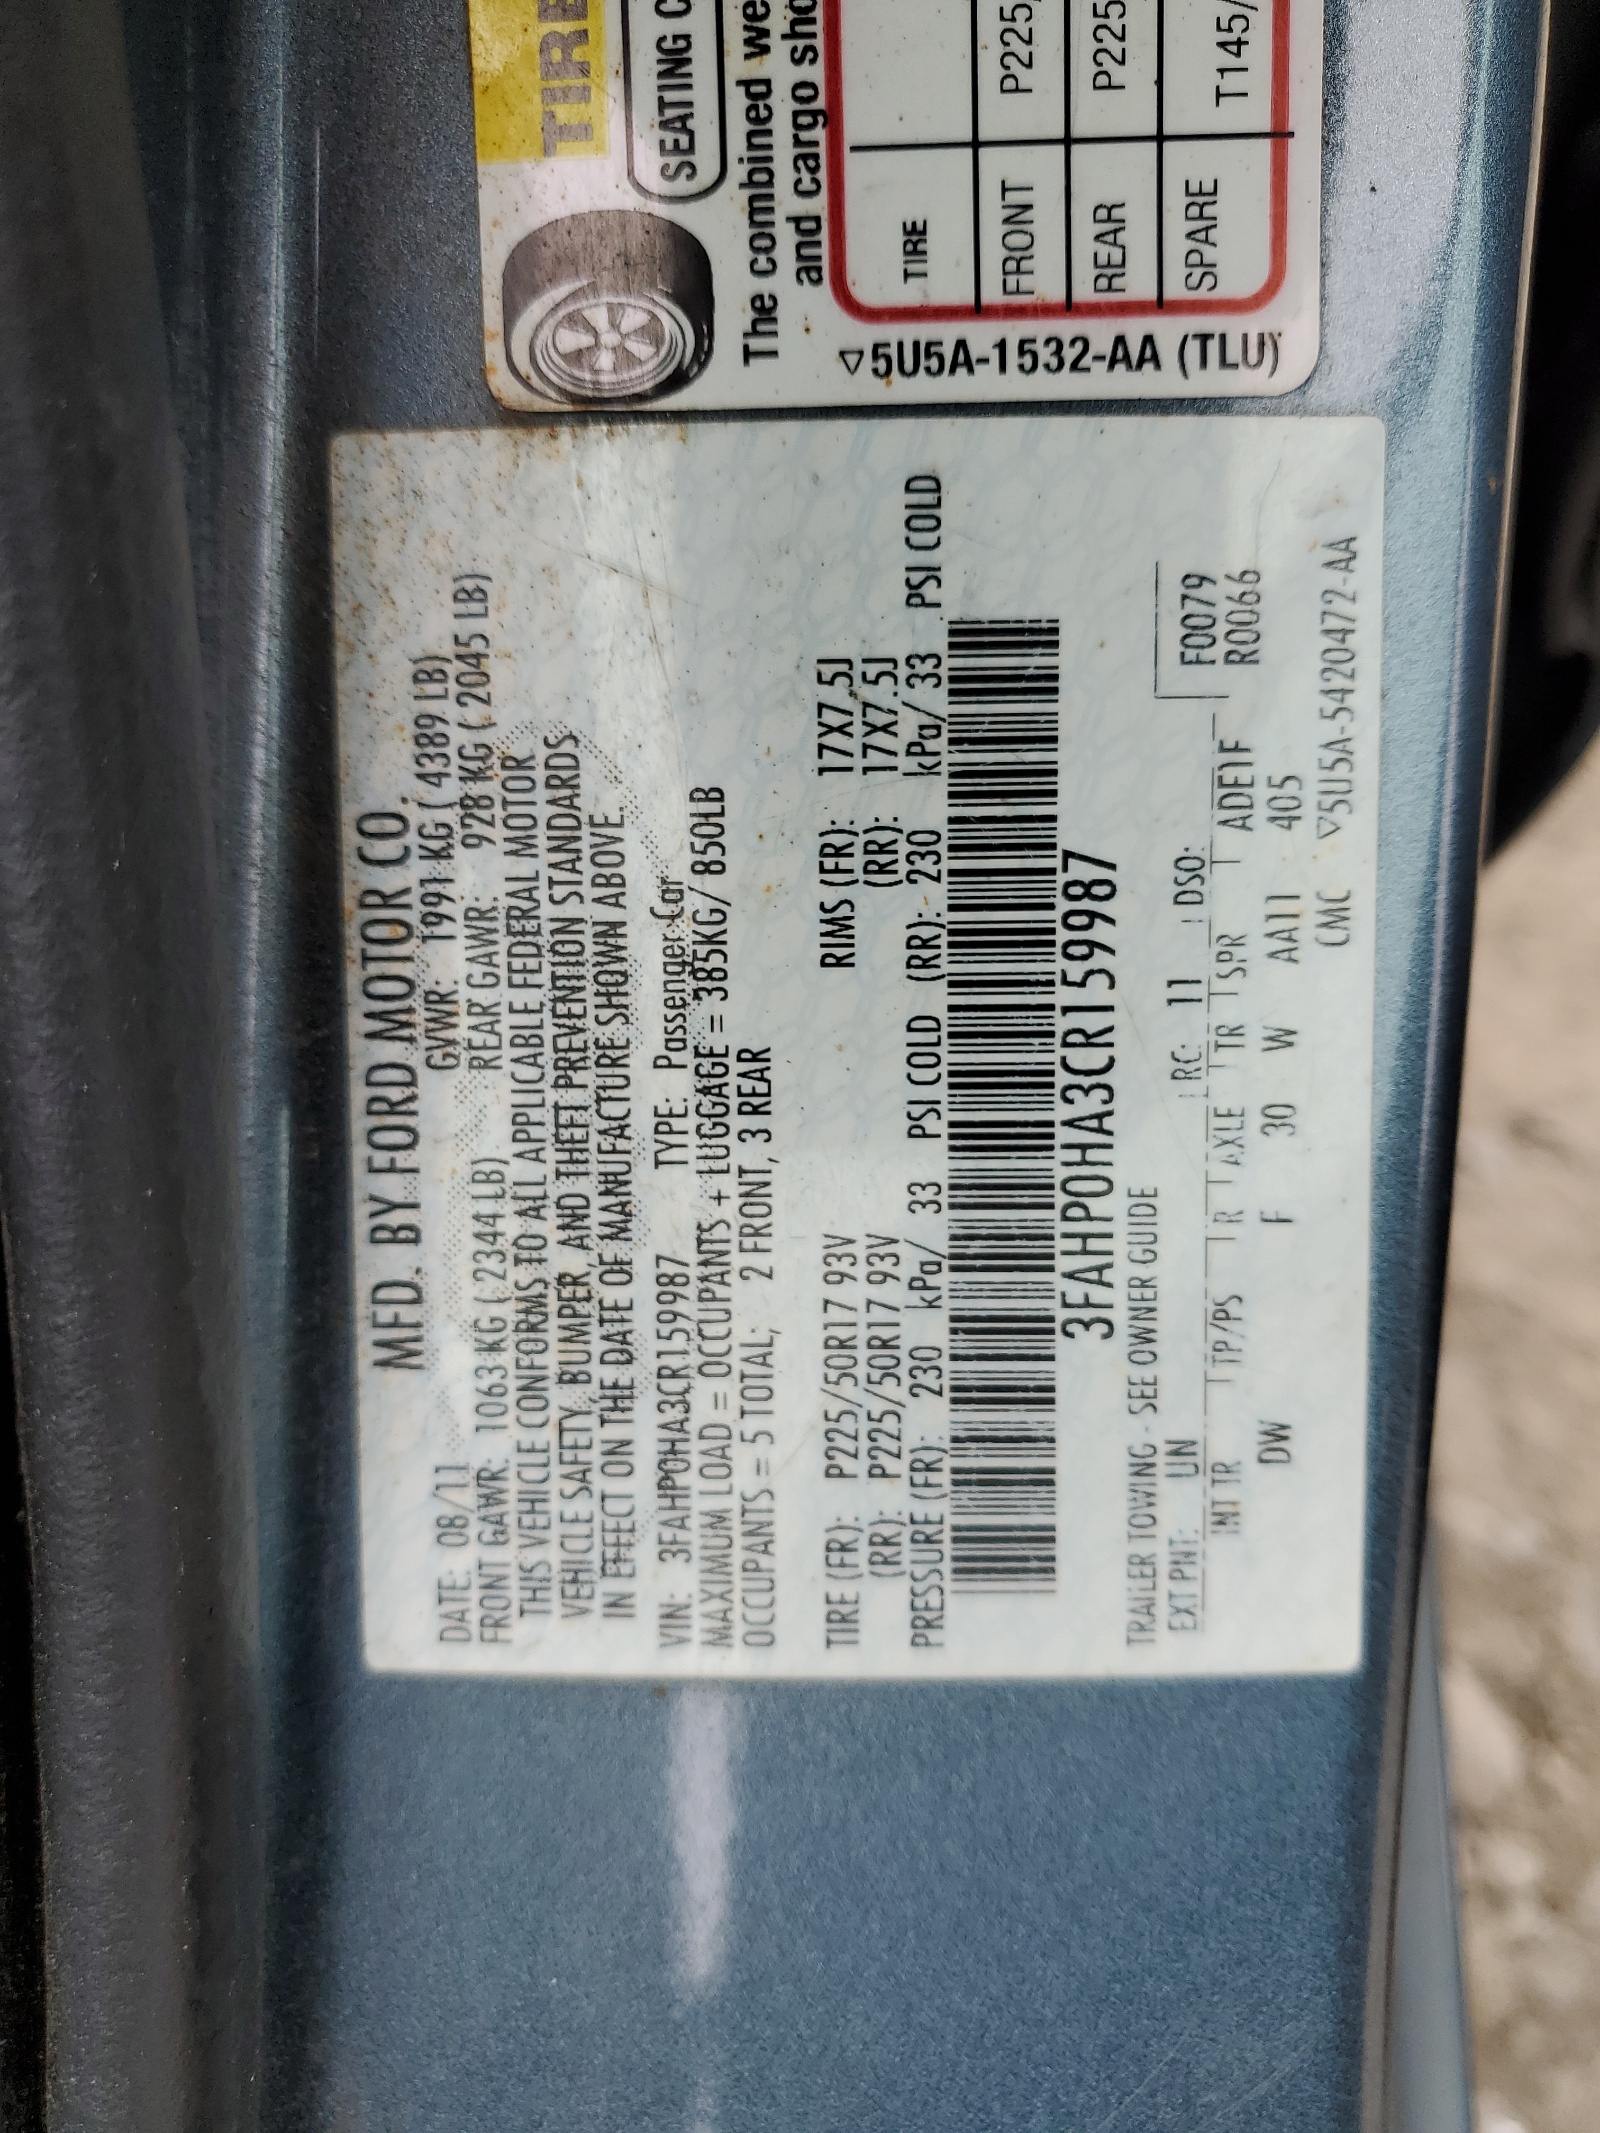 MFD. BY FORD MOTOR CO.
DATE: 08/11 GVWR: 1991 KG ( 4389 LB)
FRONT GAWR: 1063 KG ( 2344 LB) REAR GAWR: 928 KG ( 2045 LB)
THIS VEHICLE CONFORMS TO ALL APPLICABLE FEDERAL MOTOR
VEHICLE SAFETY, BUMPER, AND THEFT PREVENTION STANDARDS
IN EFFECT ON THE DATE OF MANUFACTURE SHOWN ABOVE.
VIN: 3FAHP0HA3CR159987 TYPE: Passenger Car
MAXIMUM LOAD = OCCUPANTS + LUGGAGE = 385KG/ 850LB
OCCUPANTS = 5 TOTAL; 2 FRONT, 3 REAR
TIRE (FR): P225/50R17 93V RIMS (FR): 17X7.5J
(RR): P225/50R17 93V (RR): 17X7.5J
PRESSURE (FR): 230 kPa/ 33 PSI COLD (RR): 230 kPa/ 33 PSI COLD
3FAHP0HA3CR159987
TRAILER TOWING - SEE OWNER GUIDE
EXT PNT: UN RC: 11 DSO: F0079
R0066
INT TR TP/PS R AXLE TR SPR ADE1F
DW F 30 W AA11 405
CMC ▽5U5A-5420472-AA
TIRE
SEATING C
The combined we
and cargo sho
TIRE
FRONT P225/
REAR P225
SPARE T145/
▽5U5A-1532-AA (TLU)